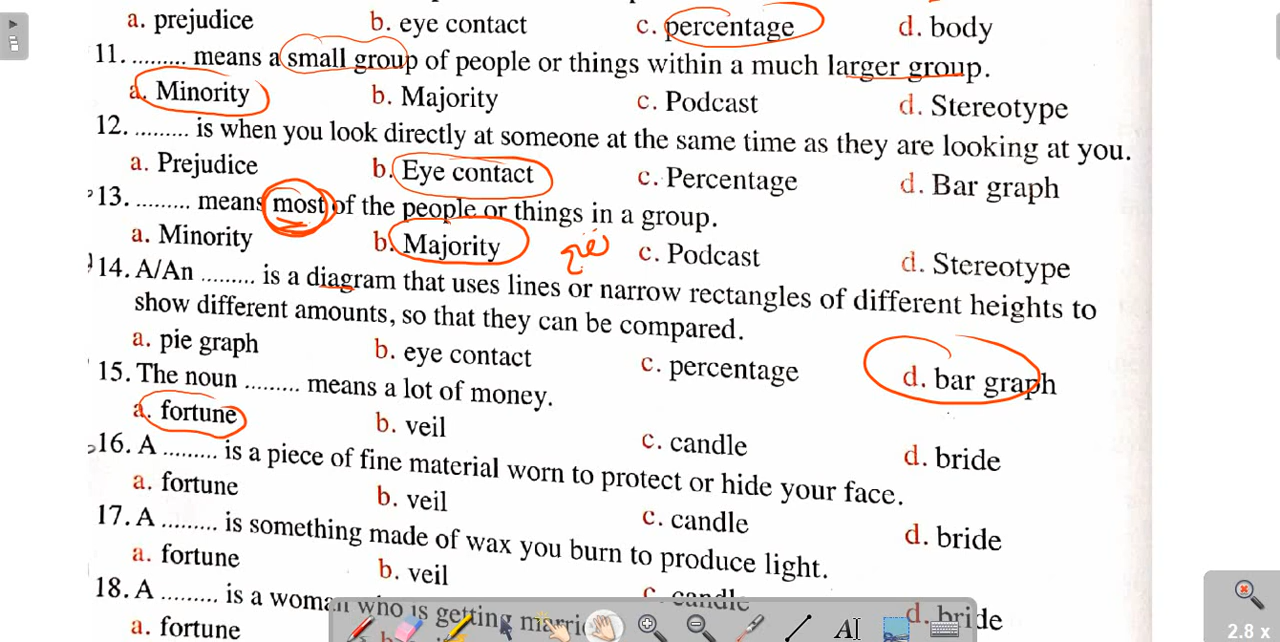 a. prejudice b. eye contact c. percentage d. body
11. ......... means a small group of people or things within a much larger group.
a. Minority b. Majority c. Podcast d. Stereotype
12. ......... is when you look directly at someone at the same time as they are looking at you.
a. Prejudice b. Eye contact c. Percentage d. Bar graph
13. ......... means most of the people or things in a group.
a. Minority b. Majority c. Podcast d. Stereotype
14. A/An ......... is a diagram that uses lines or narrow rectangles of different heights to
show different amounts, so that they can be compared.
a. pie graph b. eye contact c. percentage d. bar graph
15. The noun ......... means a lot of money.
a. fortune b. veil c. candle d. bride
16. A ......... is a piece of fine material worn to protect or hide your face.
a. fortune b. veil c. candle d. bride
17. A ......... is something made of wax you burn to produce light.
a. fortune b. veil c. candle d. bride
18. A ......... is a woman who is getting
a. fortune
AI
2.8 x